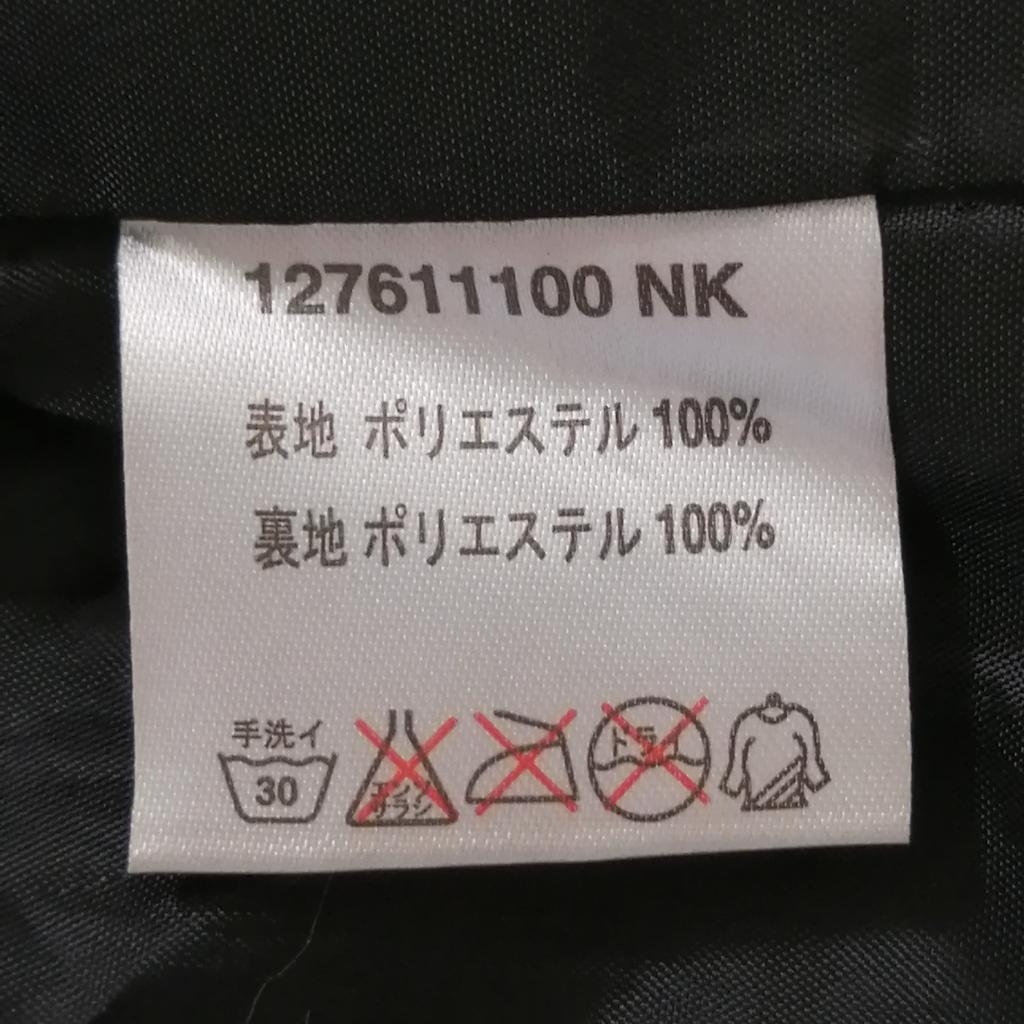 127611100 NK
表地 ポリエステル 100%
裏地 ポリエステル 100%
手洗イ
30
エンソ
サラシ
ドライ